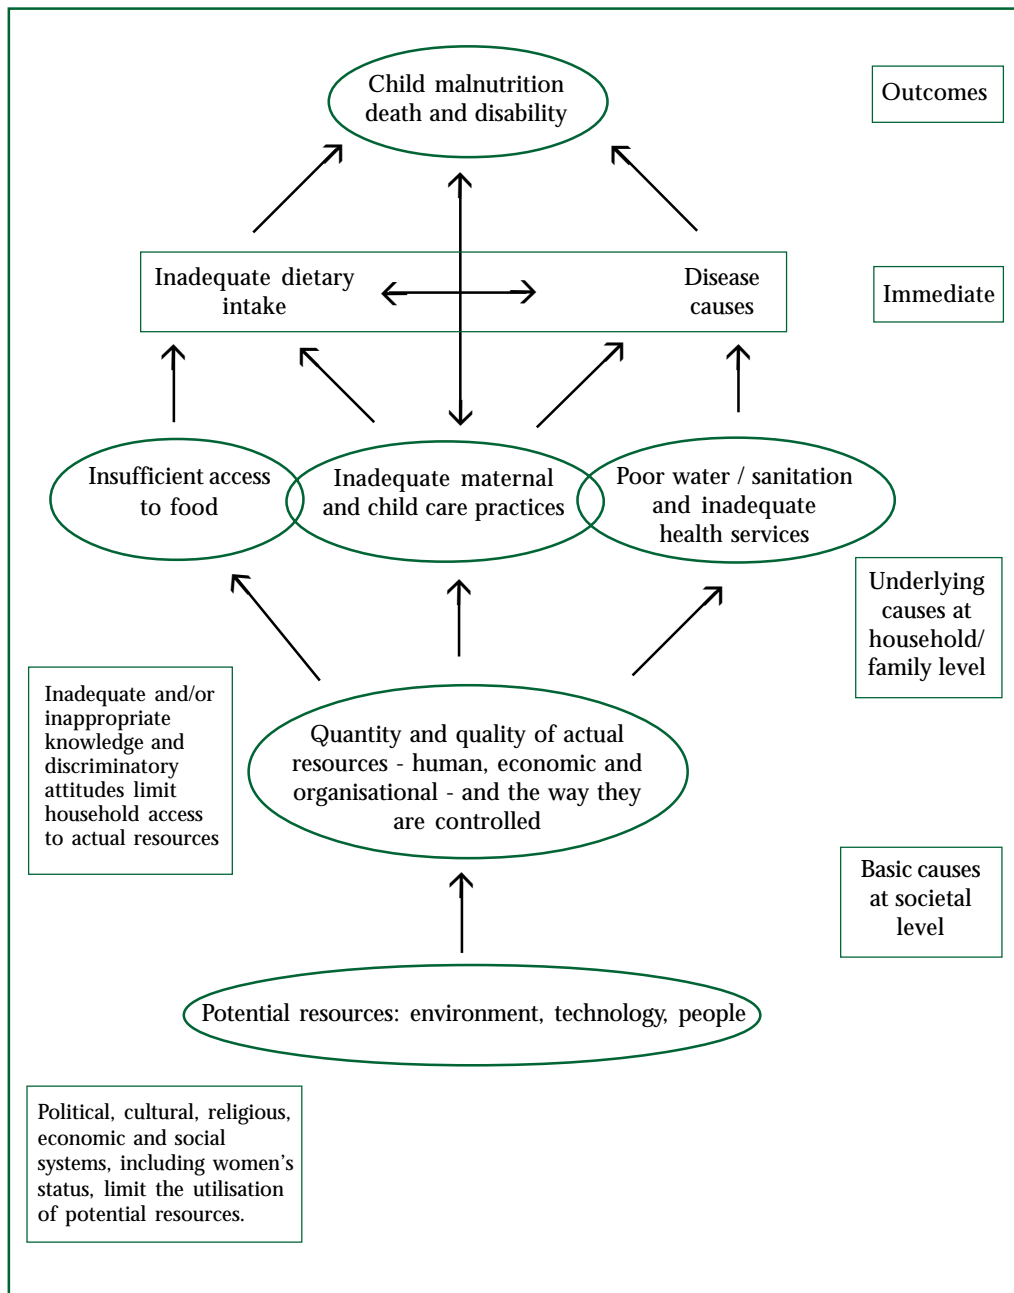 Child malnutrition
death and disability
Outcomes
Inadequate dietary
intake
Disease
causes
Immediate
Insufficient access
to food
Inadequate maternal
and child care practices
Poor water / sanitation
and inadequate
health services
Underlying
causes at
household/
family level
Inadequate and/or
inappropriate
knowledge and
discriminatory
attitudes limit
household access
to actual resources
Quantity and quality of actual
resources - human, economic and
organisational - and the way they
are controlled
Basic causes
at societal
level
Potential resources: environment, technology, people
Political, cultural, religious,
economic and social
systems, including women's
status, limit the utilisation
of potential resources.